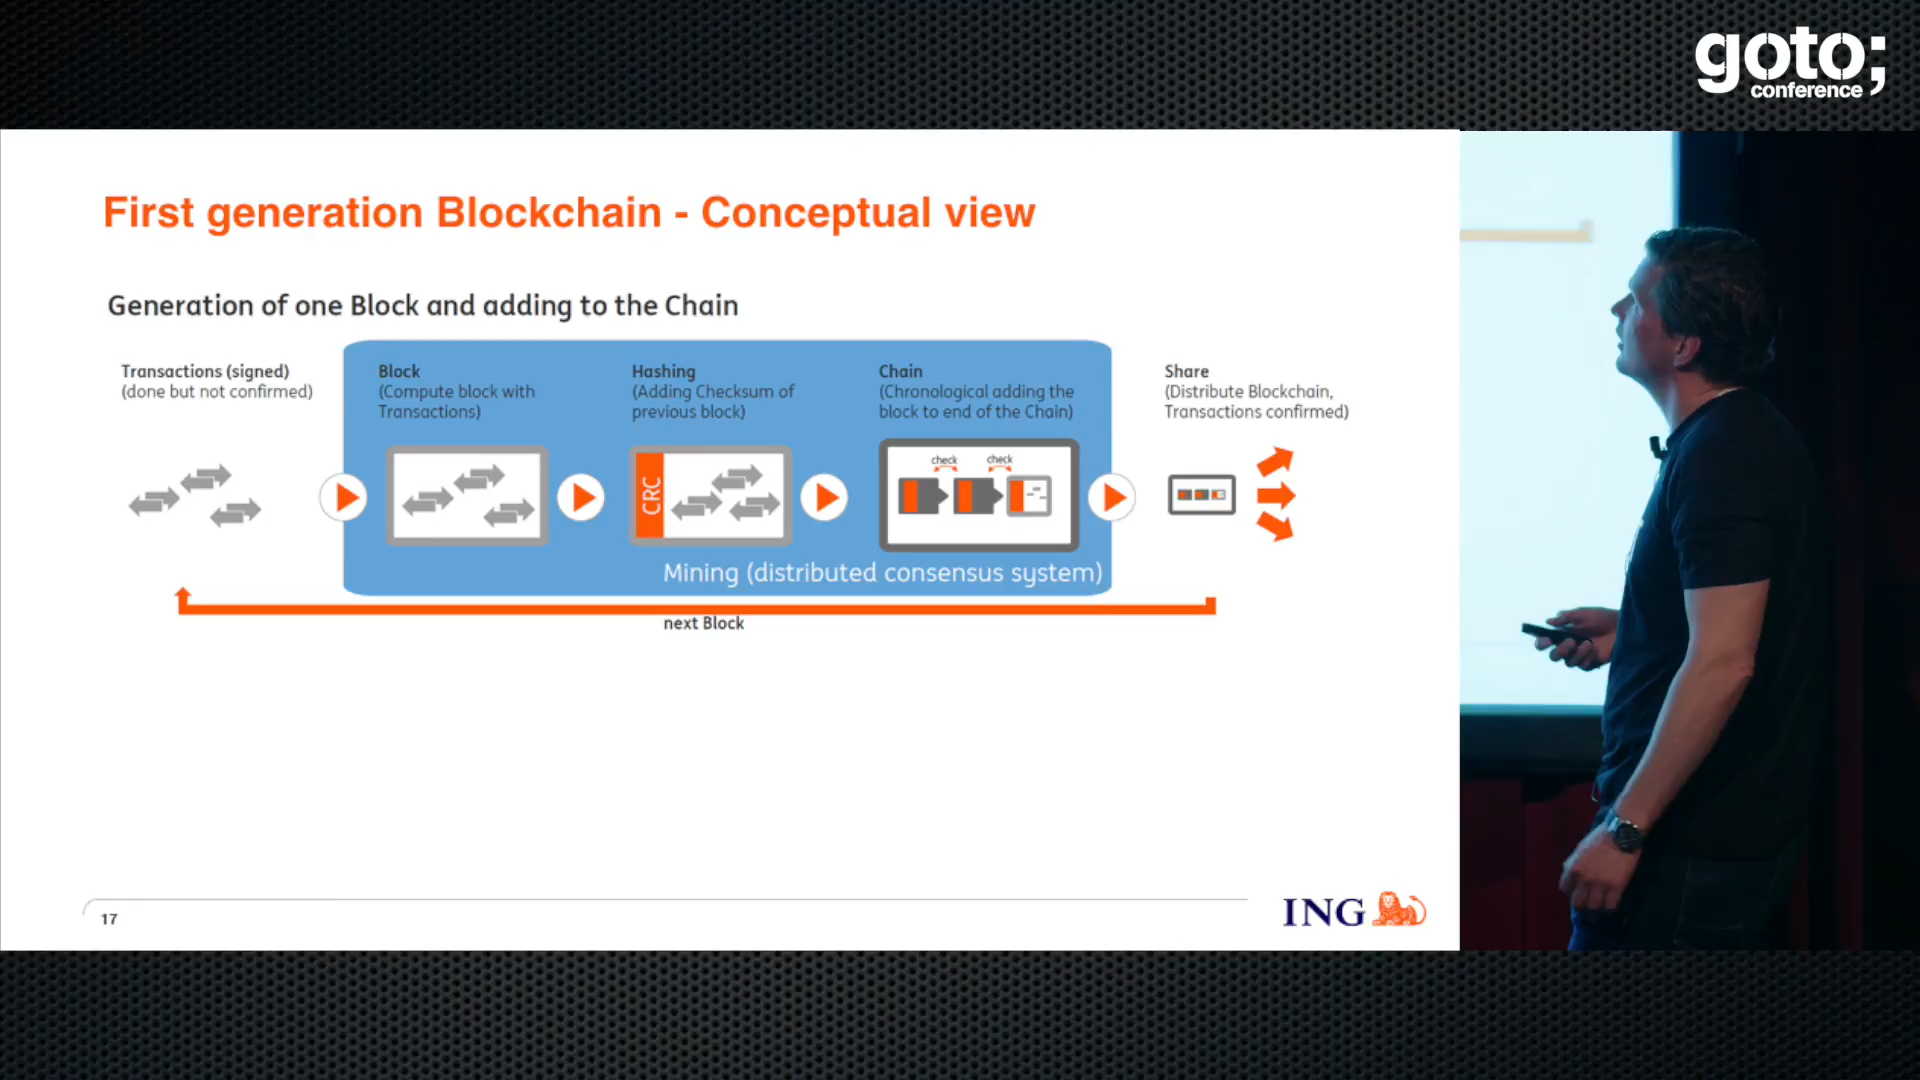 goto;
conference
First generation Blockchain - Conceptual view
Generation of one Block and adding to the Chain
Transactions (signed)
(done but not confirmed)
Block
(Compute block with
Transactions)
Hashing
(Adding Checksum of
previous block)
Chain
(Chronological adding the
block to end of the Chain)
Share
(Distribute Blockchain,
Transactions confirmed)
CRC
check check
Mining (distributed consensus system)
next Block
17
ING